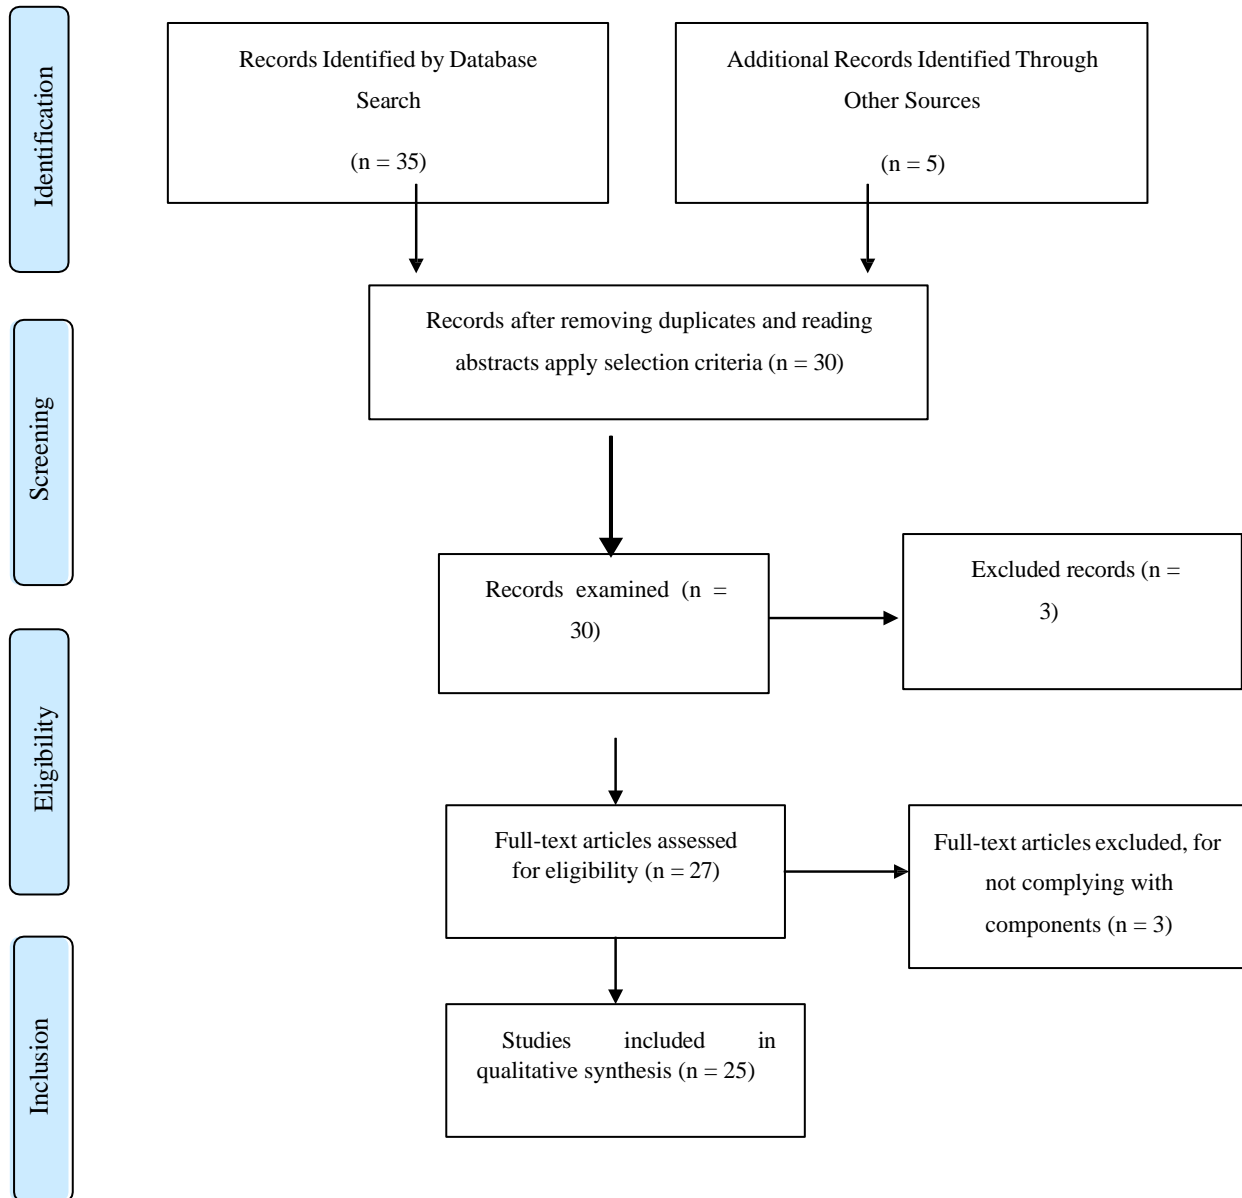 Identification
Records Identified by Database
Search
(n = 35)
Additional Records Identified Through
Other Sources
(n = 5)
Screening
Records after removing duplicates and reading
abstracts apply selection criteria (n = 30)
Records examined (n =
30)
Excluded records (n =
3)
Eligibility
Full-text articles assessed
for eligibility (n = 27)
Full-text articles excluded, for
not complying with
components (n = 3)
Inclusion
Studies included in
qualitative synthesis (n = 25)